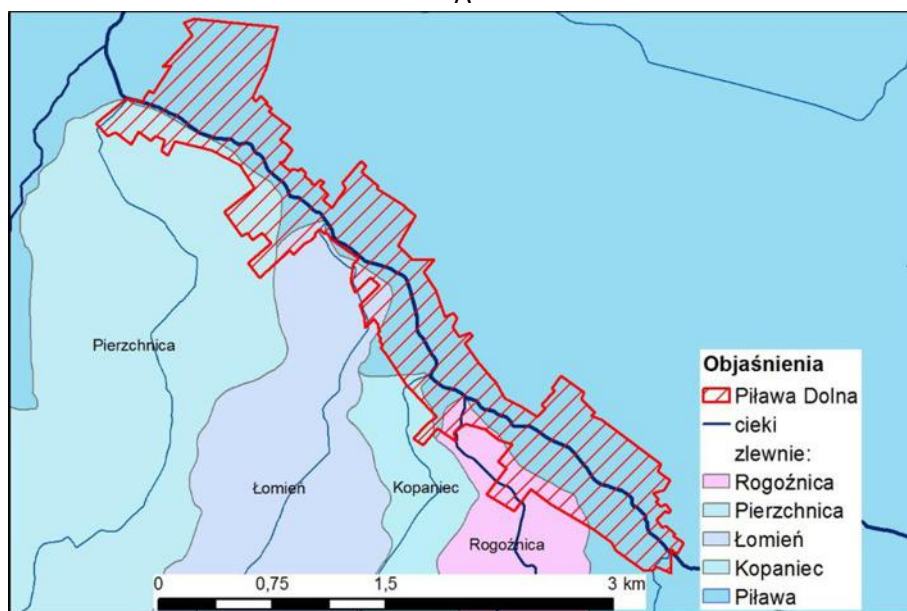 A
Pierzchnica
Łomień
Kopaniec
Rogoźnica
Objaśnienia
Piława Dolna
cieki
zlewnie:
Rogoźnica
Pierzchnica
Łomień
Kopaniec
Piława
0 0,75 1,5 3 km